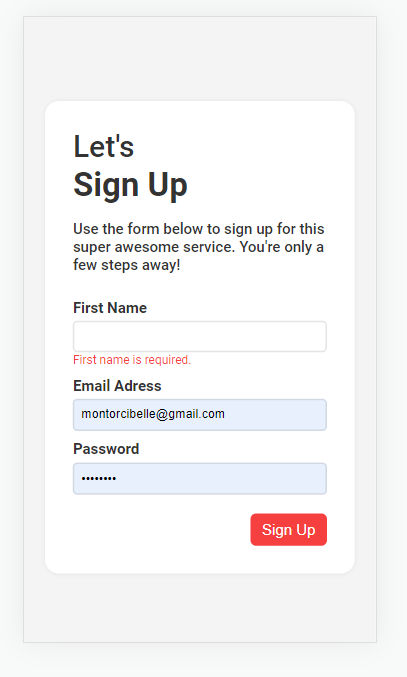 Let's
Sign Up
Use the form below to sign up for this
super awesome service. You're only a
few steps away!
First Name
First name is required.
Email Adress
montorcibelle@gmail.com
Password
••••••••
Sign Up